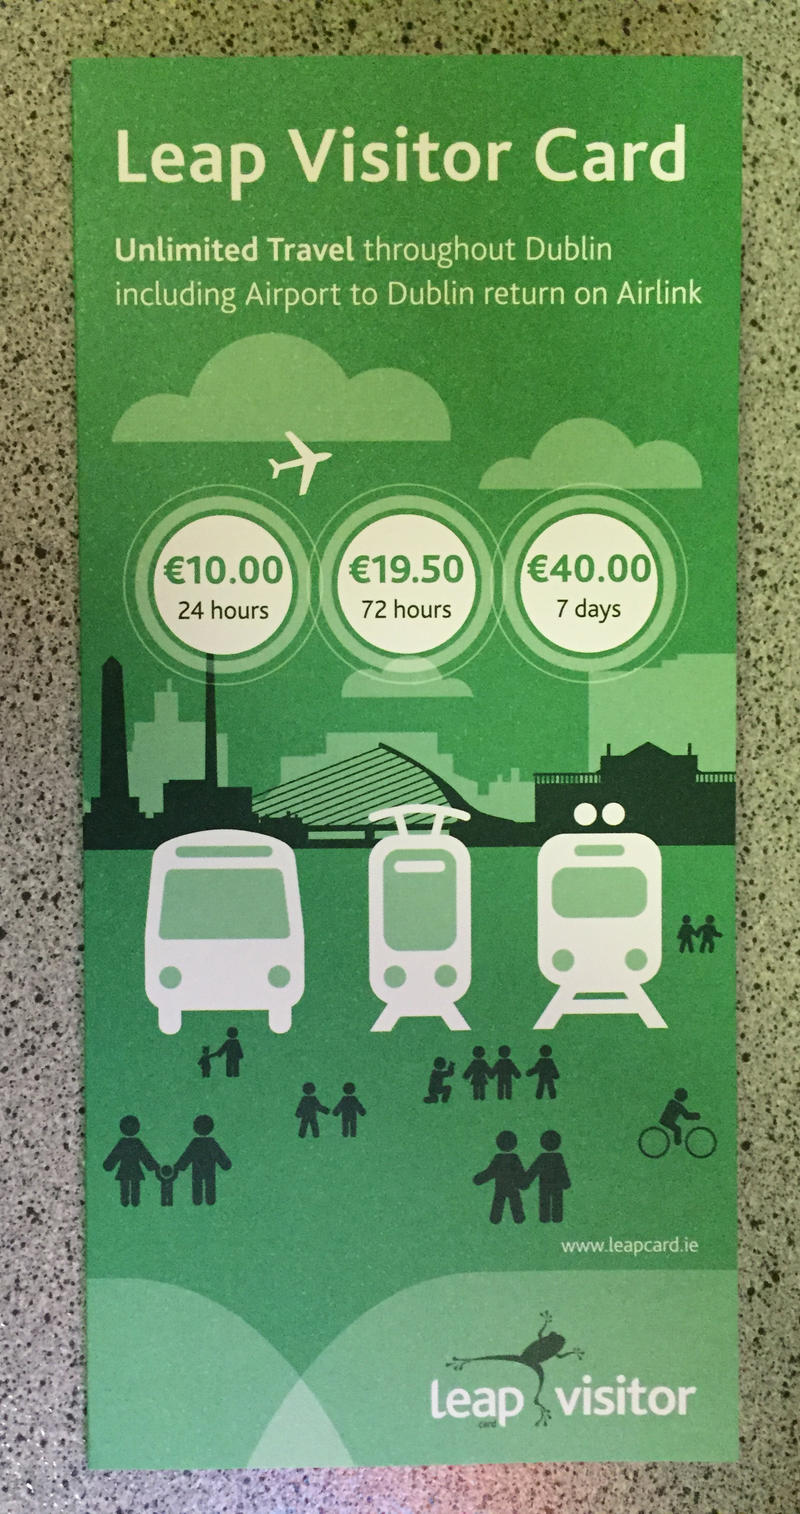 Leap Visitor Card
Unlimited Travel throughout Dublin
including Airport to Dublin return on Airlink
€10.00
24 hours
€19.50
72 hours
€40.00
7 days
www.leapcard.ie
leap visitor
card